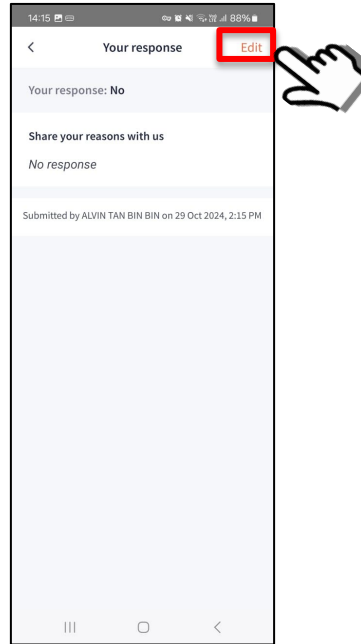 14:15 88%
Your response Edit
Your response: No
Share your reasons with us
No response
Submitted by ALVIN TAN BIN BIN on 29 Oct 2024, 2:15 PM